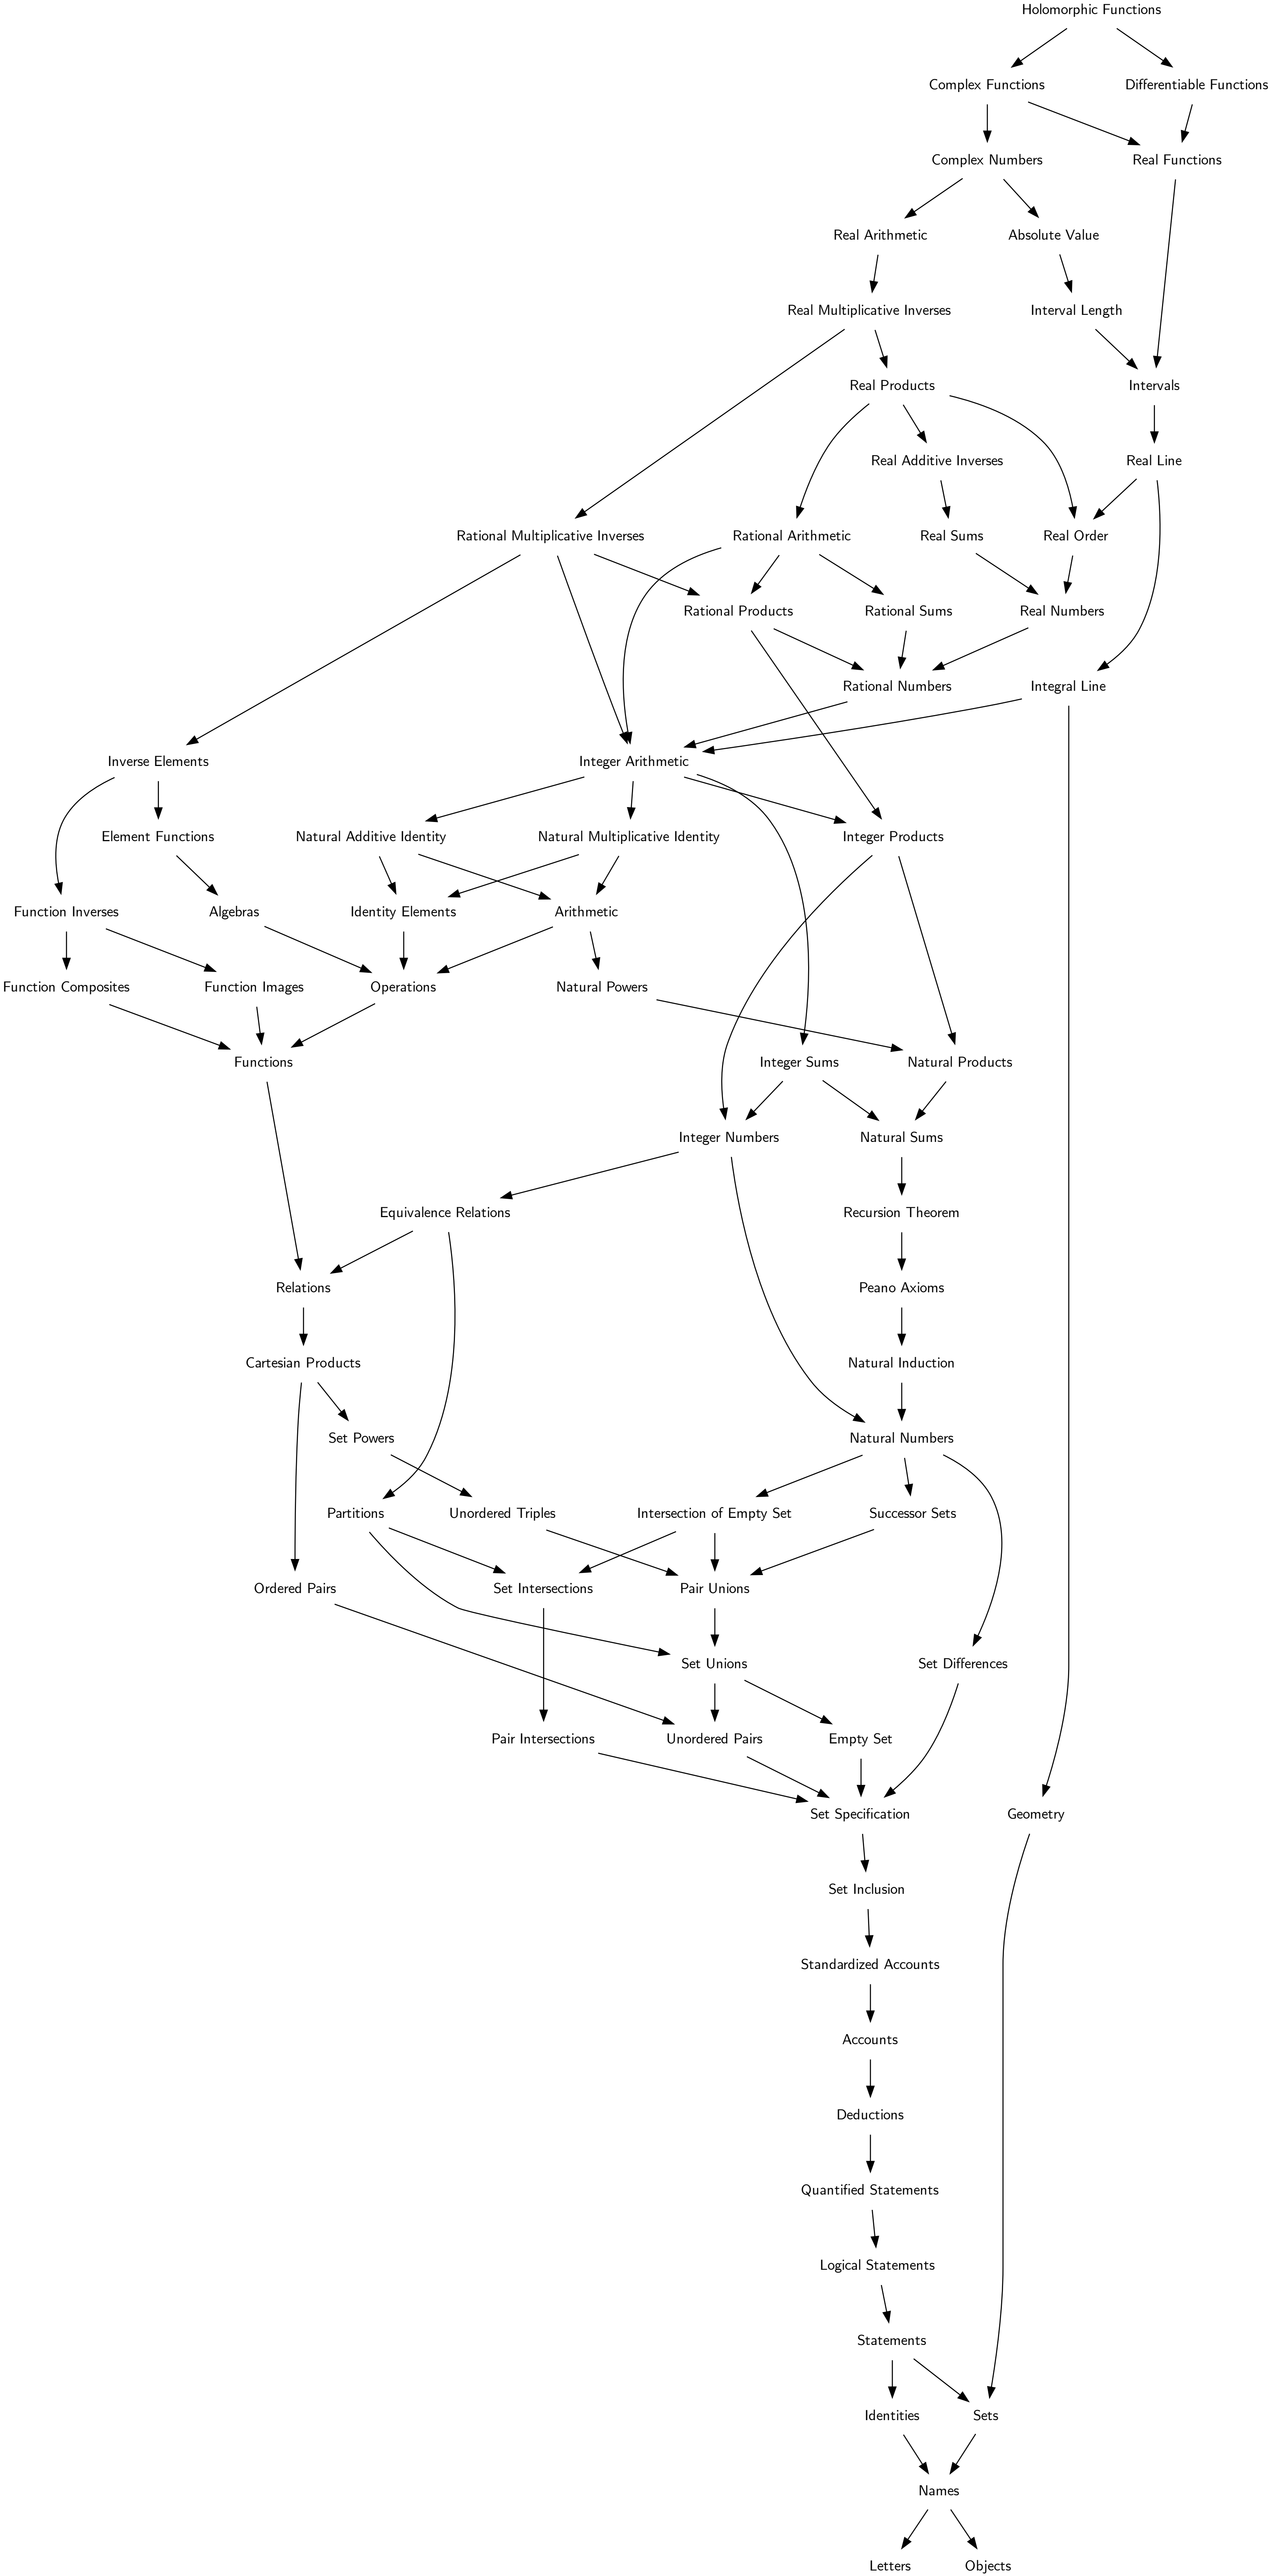 Holomorphic Functions
Complex Functions
Differentiable Functions
Complex Numbers
Real Functions
Real Arithmetic
Absolute Value
Real Multiplicative Inverses
Interval Length
Real Products
Intervals
Real Additive Inverses
Real Line
Rational Multiplicative Inverses
Rational Arithmetic
Real Sums
Real Order
Rational Products
Rational Sums
Real Numbers
Rational Numbers
Integral Line
Inverse Elements
Integer Arithmetic
Element Functions
Natural Additive Identity
Natural Multiplicative Identity
Integer Products
Function Inverses
Algebras
Identity Elements
Arithmetic
Function Composites
Function Images
Operations
Natural Powers
Functions
Integer Sums
Natural Products
Integer Numbers
Natural Sums
Equivalence Relations
Recursion Theorem
Relations
Peano Axioms
Cartesian Products
Natural Induction
Set Powers
Natural Numbers
Partitions
Unordered Triples
Intersection of Empty Set
Successor Sets
Ordered Pairs
Set Intersections
Pair Unions
Set Unions
Set Differences
Pair Intersections
Unordered Pairs
Empty Set
Set Specification
Geometry
Set Inclusion
Standardized Accounts
Accounts
Deductions
Quantified Statements
Logical Statements
Statements
Identities
Sets
Names
Letters
Objects